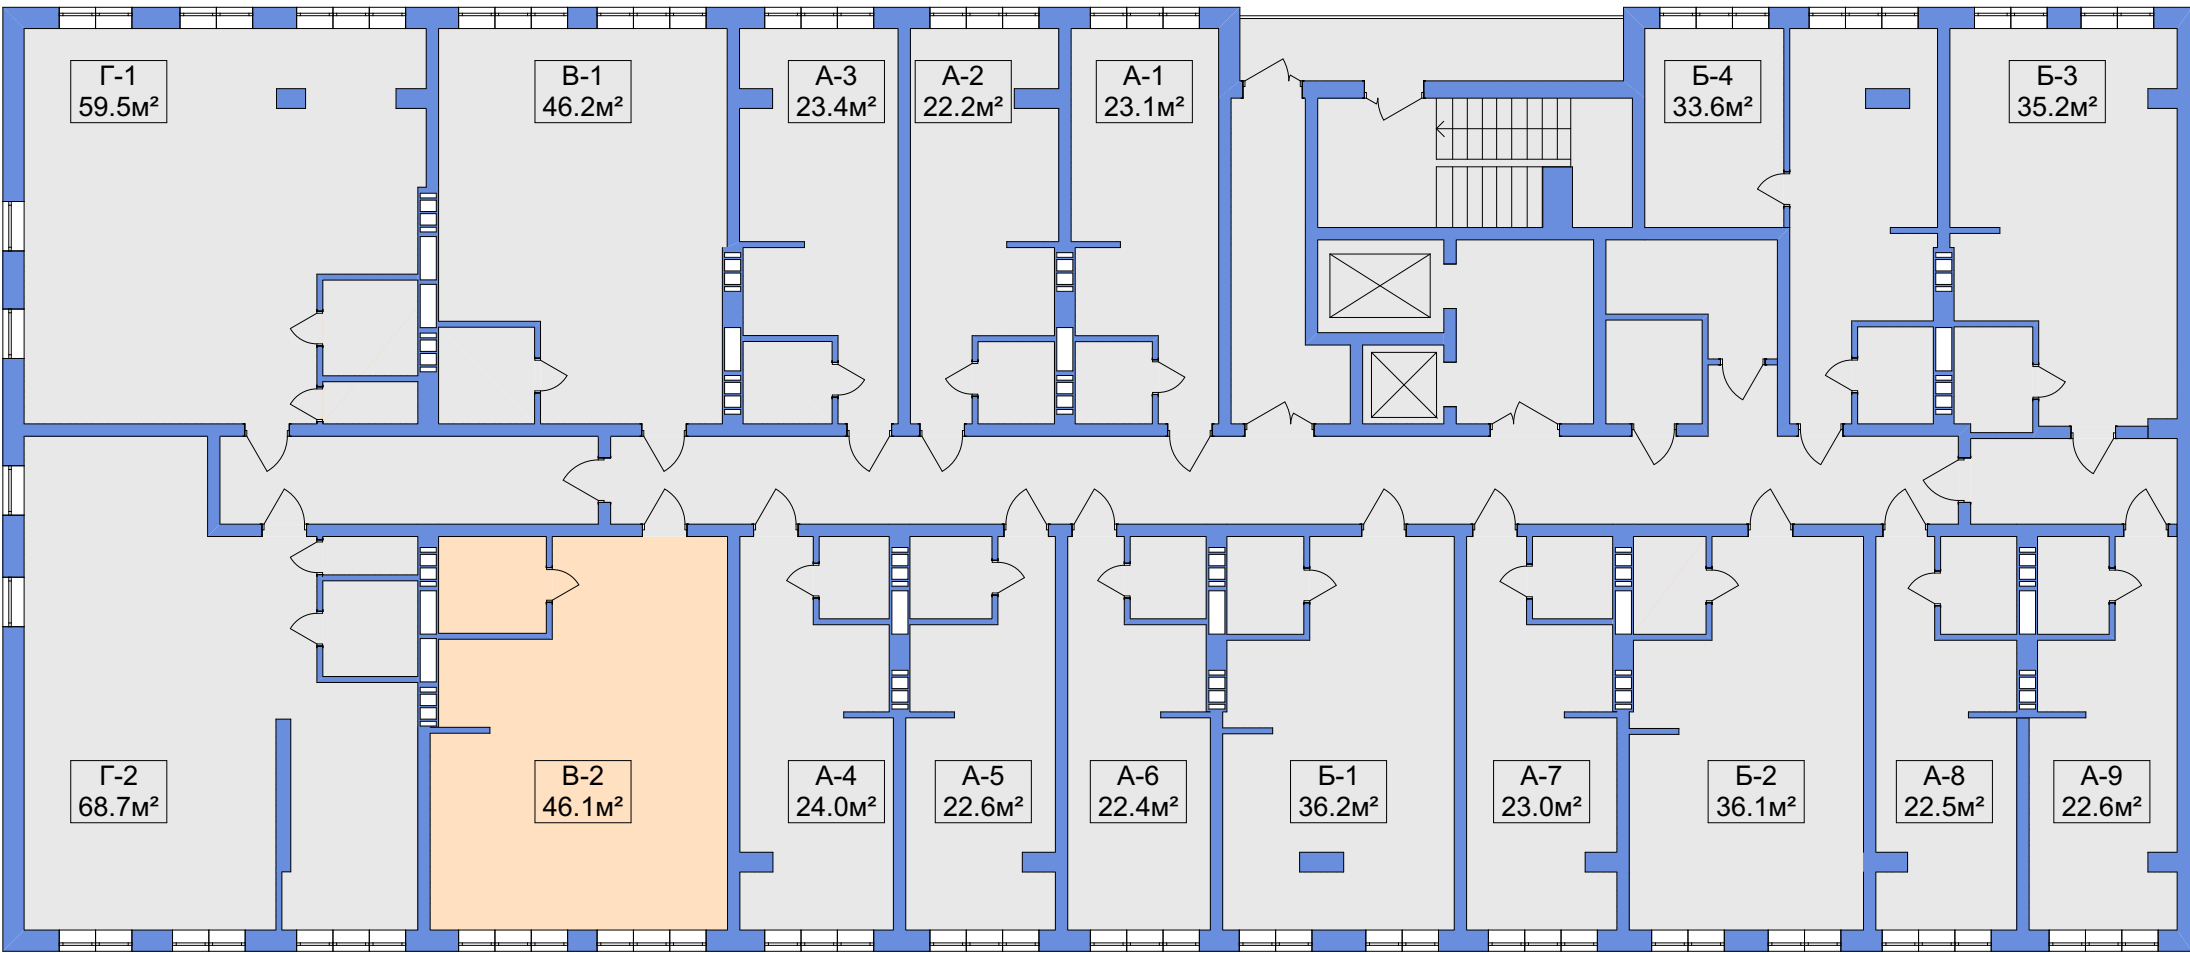 Г-1
59.5м²
В-1
46.2м²
А-3
23.4м²
А-2
22.2м²
А-1
23.1м²
Б-4
33.6м²
Б-3
35.2м²
Г-2
68.7м²
В-2
46.1м²
А-4
24.0м²
А-5
22.6м²
А-6
22.4м²
Б-1
36.2м²
А-7
23.0м²
Б-2
36.1м²
А-8
22.5м²
А-9
22.6м²